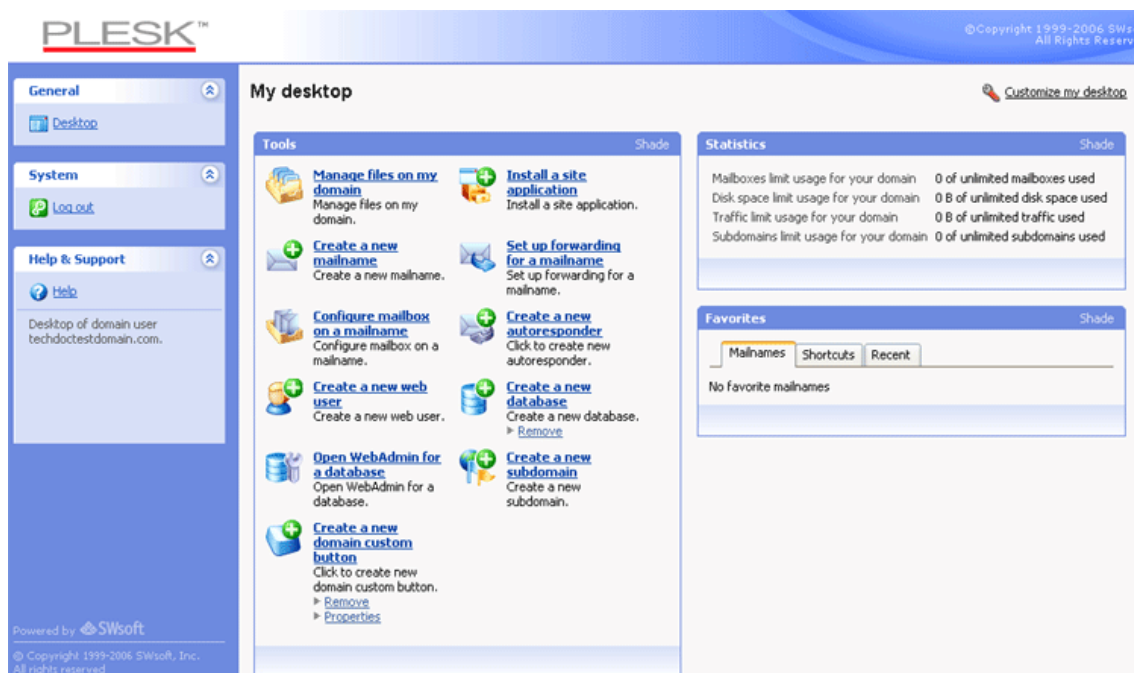 PLESK™
©Copyright 1999-2006 SWs
All Rights Reserv
General
Desktop
System
Log out
Help & Support
Help
Desktop of domain user
techdoctestdomain.com.
Powered by SWsoft
© Copyright 1999-2006 SWsoft, Inc.
All rights reserved
My desktop
Customize my desktop
Tools
Shade
Manage files on my
domain
Manage files on my
domain.
Install a site
application
Install a site application.
Create a new
mailname
Create a new mailname.
Set up forwarding
for a mailname
Set up forwarding for a
mailname.
Configure mailbox
on a mailname
Configure mailbox on a
mailname.
Create a new
autoresponder
Click to create new
autoresponder.
Create a new web
user
Create a new web user.
Create a new
database
Create a new database.
Remove
Open WebAdmin for
a database
Open WebAdmin for a
database.
Create a new
subdomain
Create a new
subdomain.
Create a new
domain custom
button
Click to create new
domain custom button.
Remove
Properties
Statistics
Shade
Mailboxes limit usage for your domain 0 of unlimited mailboxes used
Disk space limit usage for your domain 0 B of unlimited disk space used
Traffic limit usage for your domain 0 B of unlimited traffic used
Subdomains limit usage for your domain 0 of unlimited subdomains used
Favorites
Shade
Mailnames Shortcuts Recent
No favorite mailnames